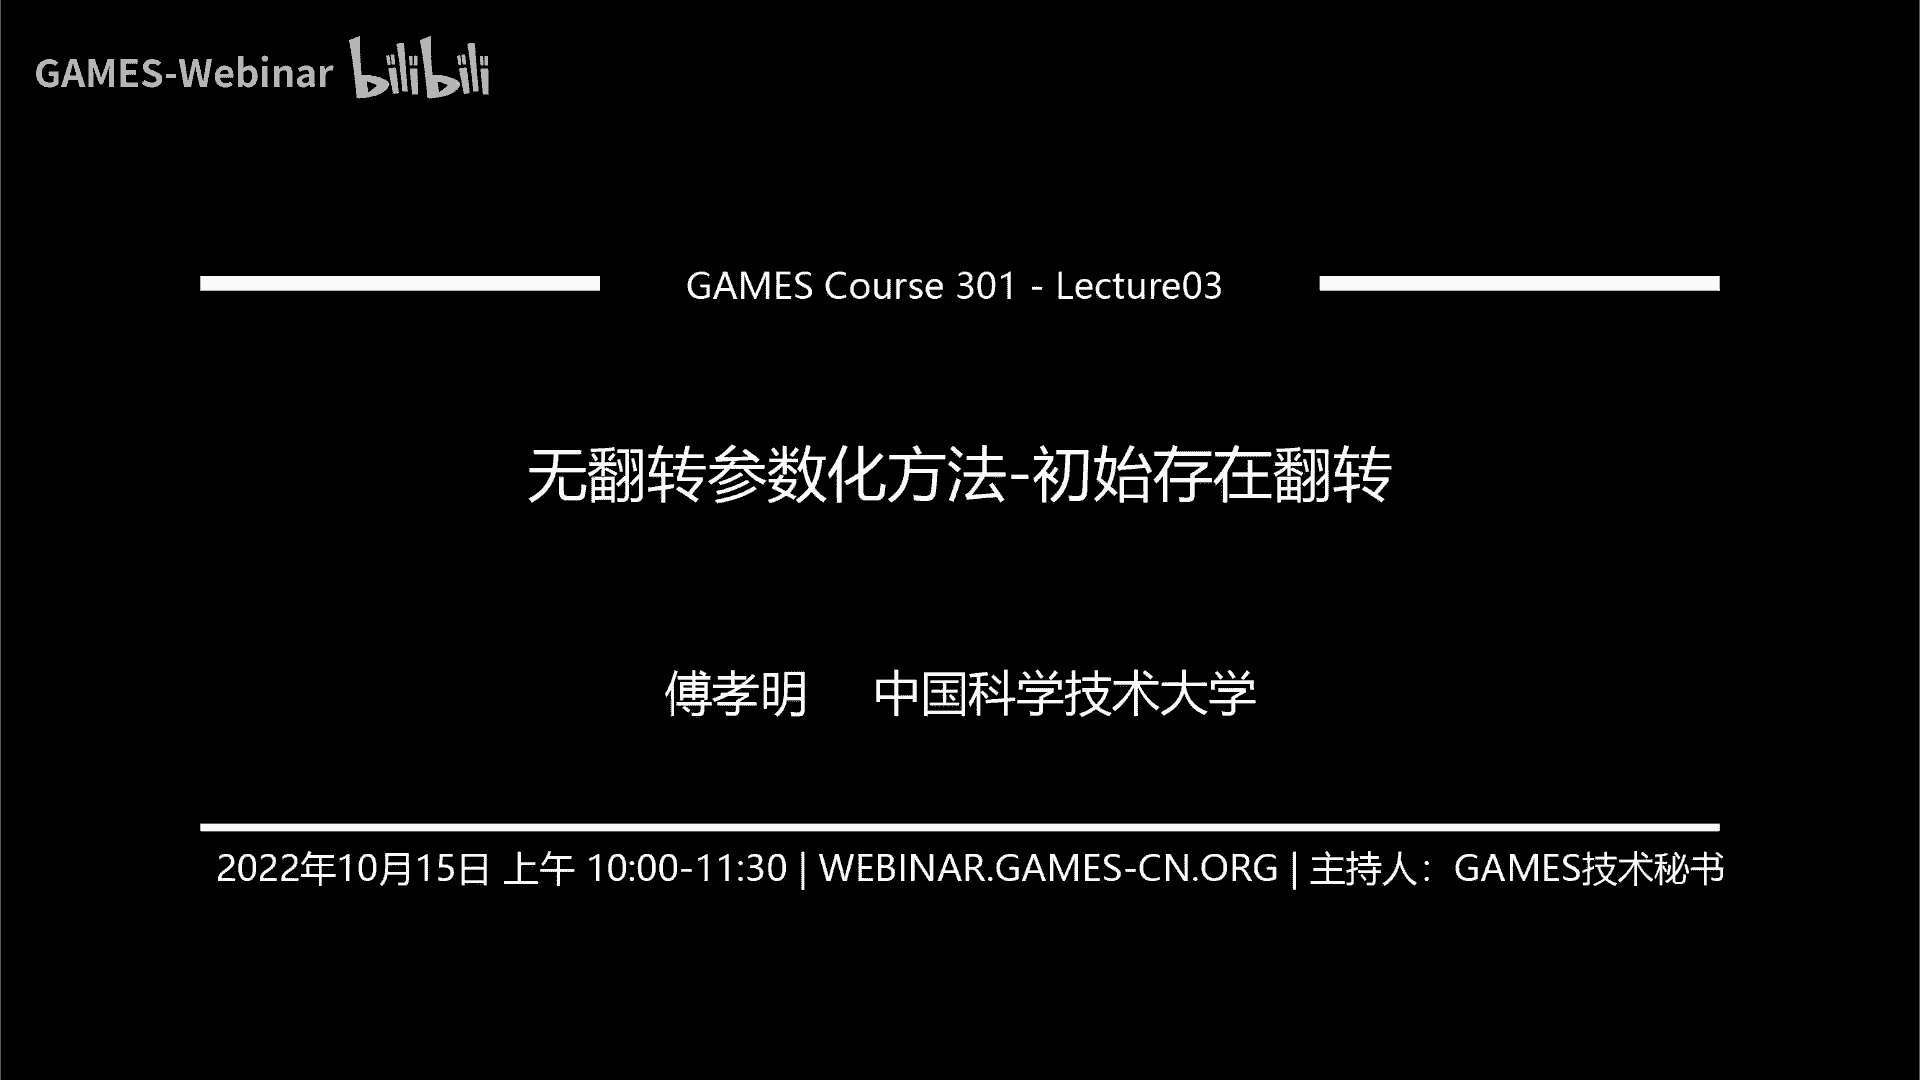 GAMES-Webinar bilibili
GAMES Course 301 - Lecture03
无翻转参数化方法-初始存在翻转
傅孝明 中国科学技术大学
2022年10月15日 上午 10:00-11:30 | WEBINAR.GAMES-CN.ORG | 主持人：GAMES技术秘书